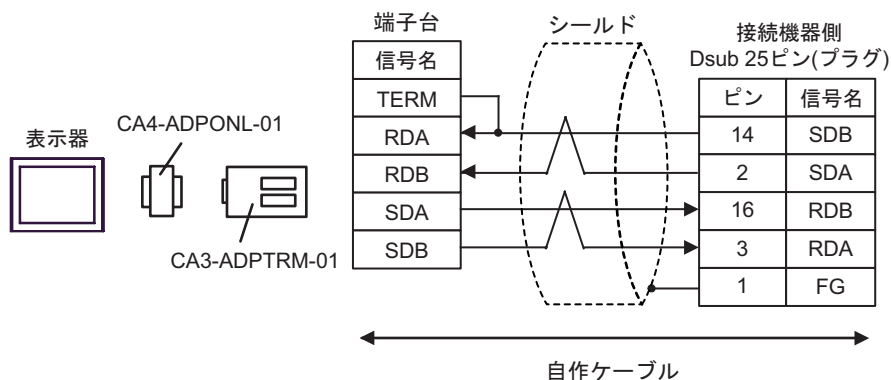 端子台
シールド
接続機器側
Dsub 25ピン(プラグ)
信号名
ピン 信号名
TERM
RDA
14 SDB
RDB
2 SDA
SDA
16 RDB
SDB
3 RDA
1 FG
表示器
CA4-ADPONL-01
CA3-ADPTRM-01
自作ケーブル